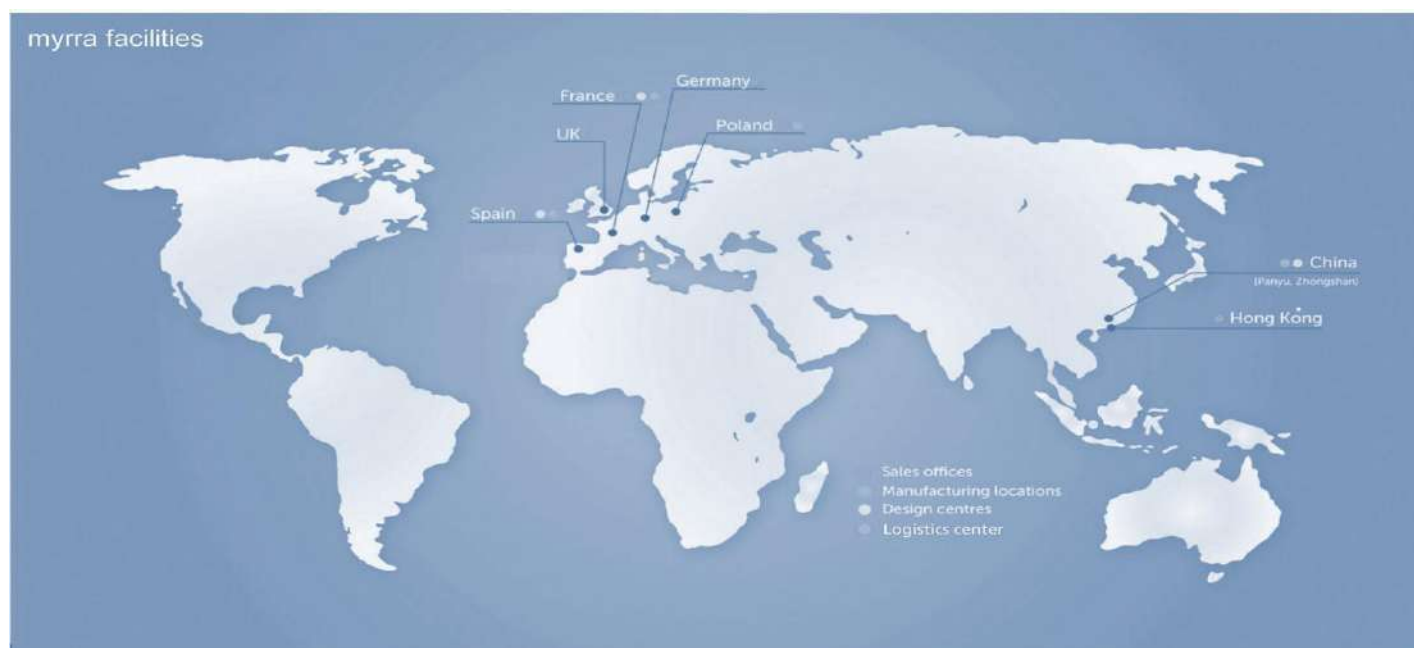 myrra facilities
Germany
France
Poland
UK
Spain
China
(Panyu, Zhongshan)
Hong Kong
Sales offices
Manufacturing locations
Design centres
Logistics center